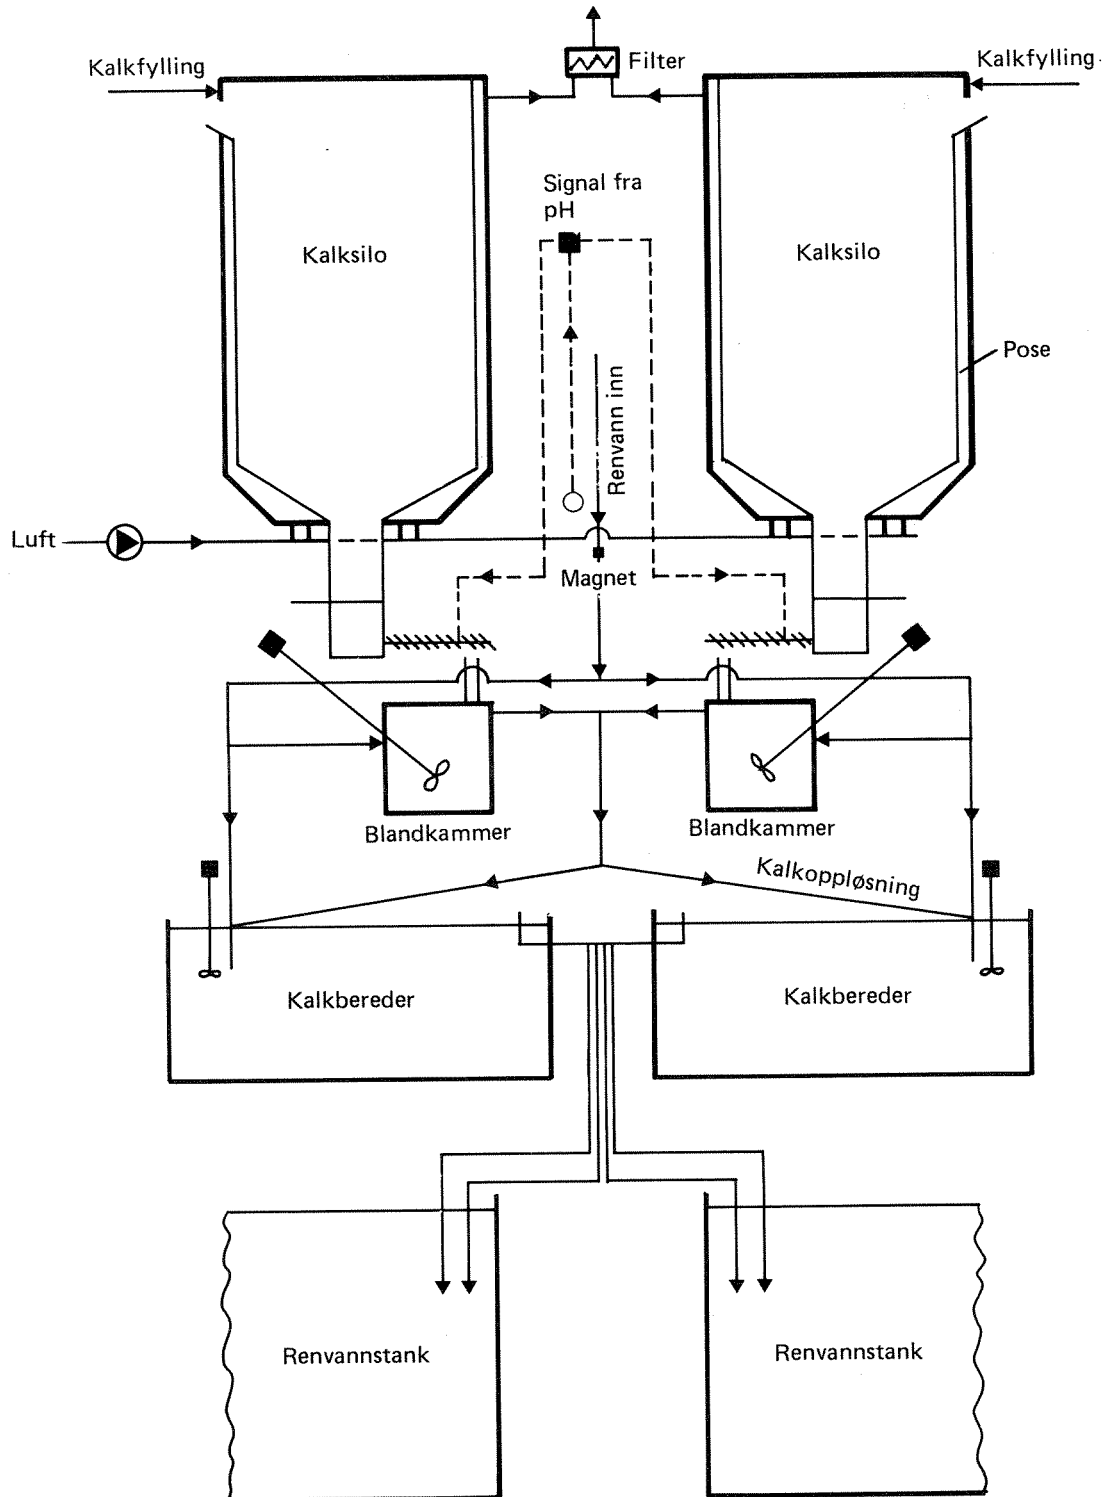 Kalkfylling
Filter
Kalkfylling
Signal fra
pH
Kalksilo
Kalksilo
Pose
Renvann inn
Luft
Magnet
Blandkammer
Blandkammer
Kalkoppløsning
Kalkbereder
Kalkbereder
Renvannstank
Renvannstank